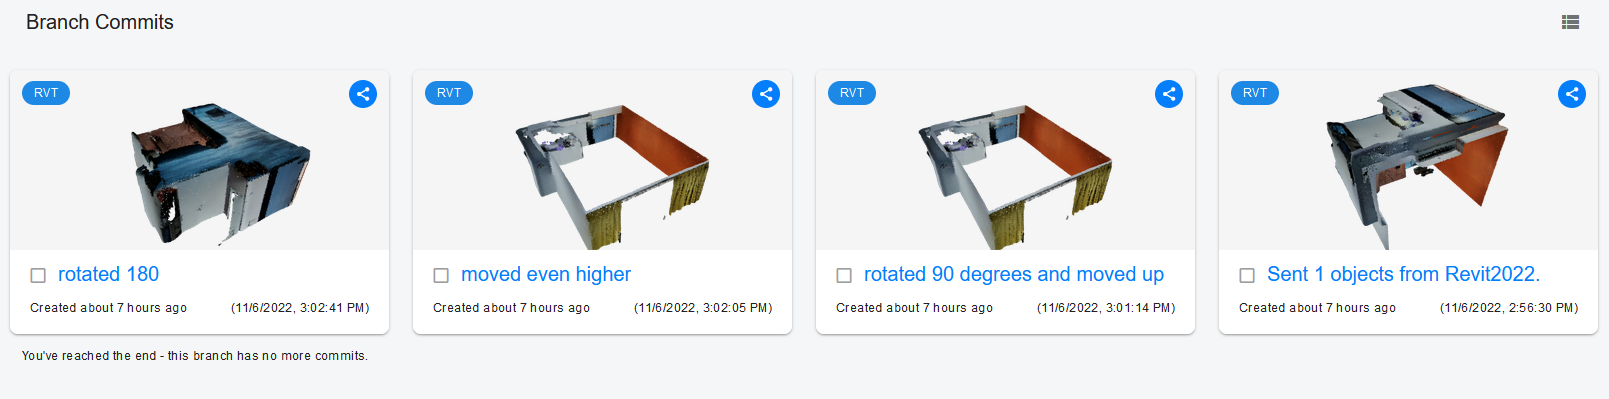 Branch Commits
RVT
rotated 180
Created about 7 hours ago (11/6/2022, 3:02:41 PM)
RVT
moved even higher
Created about 7 hours ago (11/6/2022, 3:02:05 PM)
RVT
rotated 90 degrees and moved up
Created about 7 hours ago (11/6/2022, 3:01:14 PM)
RVT
Sent 1 objects from Revit2022.
Created about 7 hours ago (11/6/2022, 2:56:30 PM)
You've reached the end - this branch has no more commits.